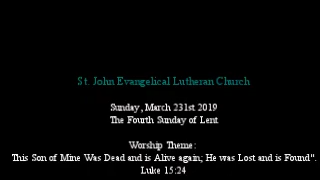 St. John Evangelical Lutheran Church
Sunday, March 231st 2019
The Fourth Sunday of Lent
Worship Theme:
This Son of Mine Was Dead and is Alive again; He was Lost and is Found".
Luke 15:24